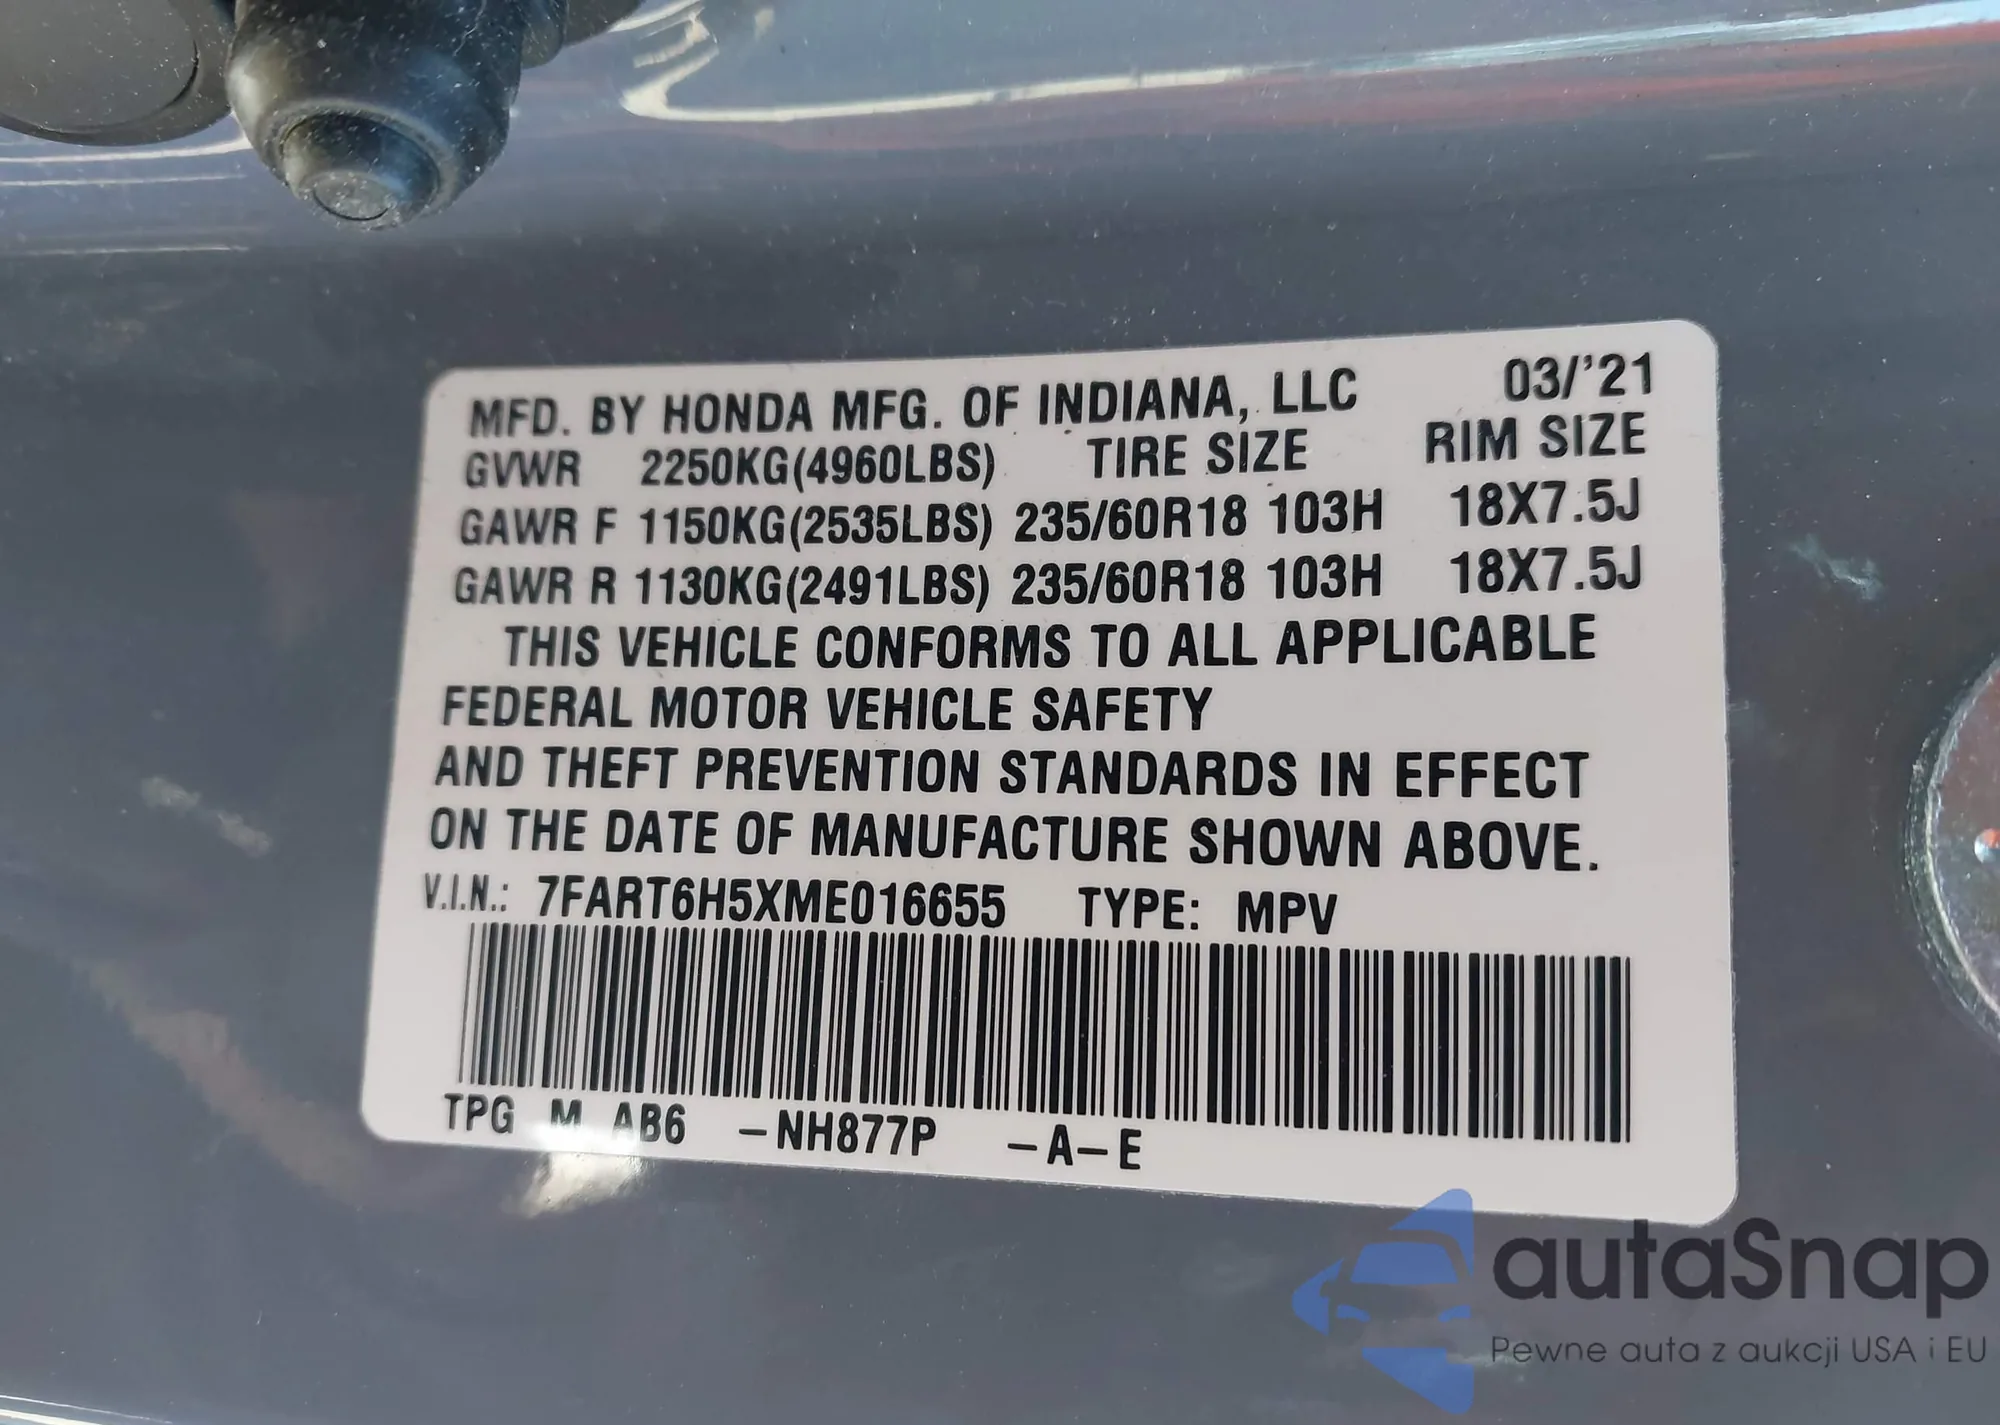 MFD. BY HONDA MFG. OF INDIANA, LLC 03/'21
GVWR 2250KG(4960LBS) TIRE SIZE RIM SIZE
GAWR F 1150KG(2535LBS) 235/60R18 103H 18X7.5J
GAWR R 1130KG(2491LBS) 235/60R18 103H 18X7.5J
THIS VEHICLE CONFORMS TO ALL APPLICABLE
FEDERAL MOTOR VEHICLE SAFETY
AND THEFT PREVENTION STANDARDS IN EFFECT
ON THE DATE OF MANUFACTURE SHOWN ABOVE.
V.I.N.: 7FART6H5XME016655 TYPE: MPV
TPG M AB6 -NH877P -A-E
autaSnap
Pewne auta z aukcji USA i EU